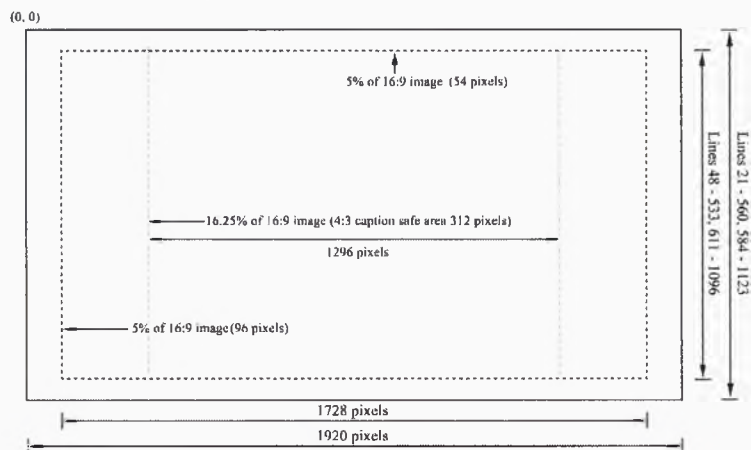 (0, 0)
5% of 16:9 image (54 pixels)
16.25% of 16:9 image (4:3 caption safe area 312 pixels)
1296 pixels
5% of 16:9 image (96 pixels)
Lines 48 - 533, 611 - 1096
Lines 21 - 560, 584 - 1123
1728 pixels
1920 pixels